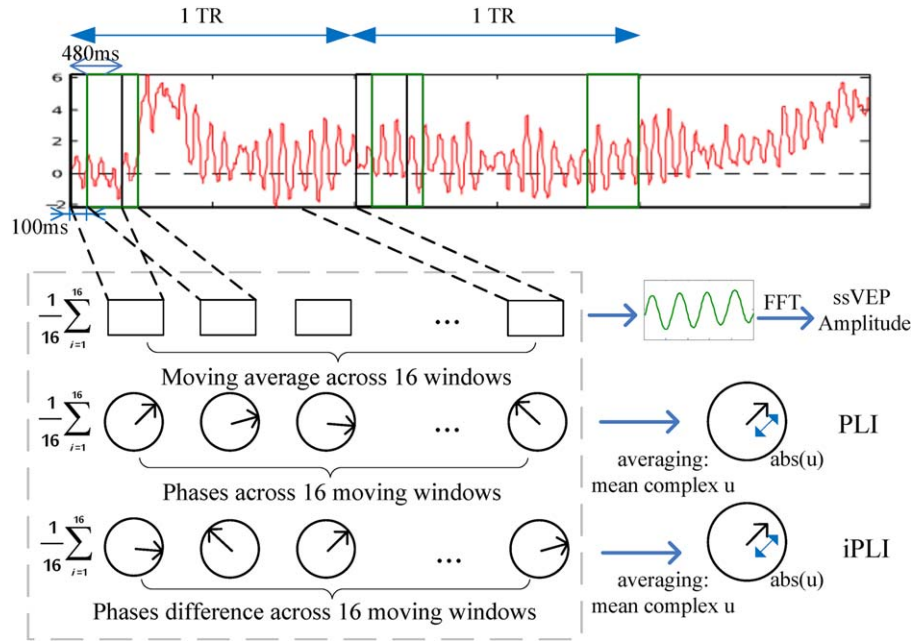 1 TR
1 TR
480ms
6
4
2
0
−2
100ms
1/16 ∑ i=1 16
...
FFT
ssVEP
Amplitude
Moving average across 16 windows
1/16 ∑ i=1 16
...
PLI
averaging:
mean complex u
abs(u)
Phases across 16 moving windows
1/16 ∑ i=1 16
...
iPLI
averaging:
mean complex u
abs(u)
Phases difference across 16 moving windows